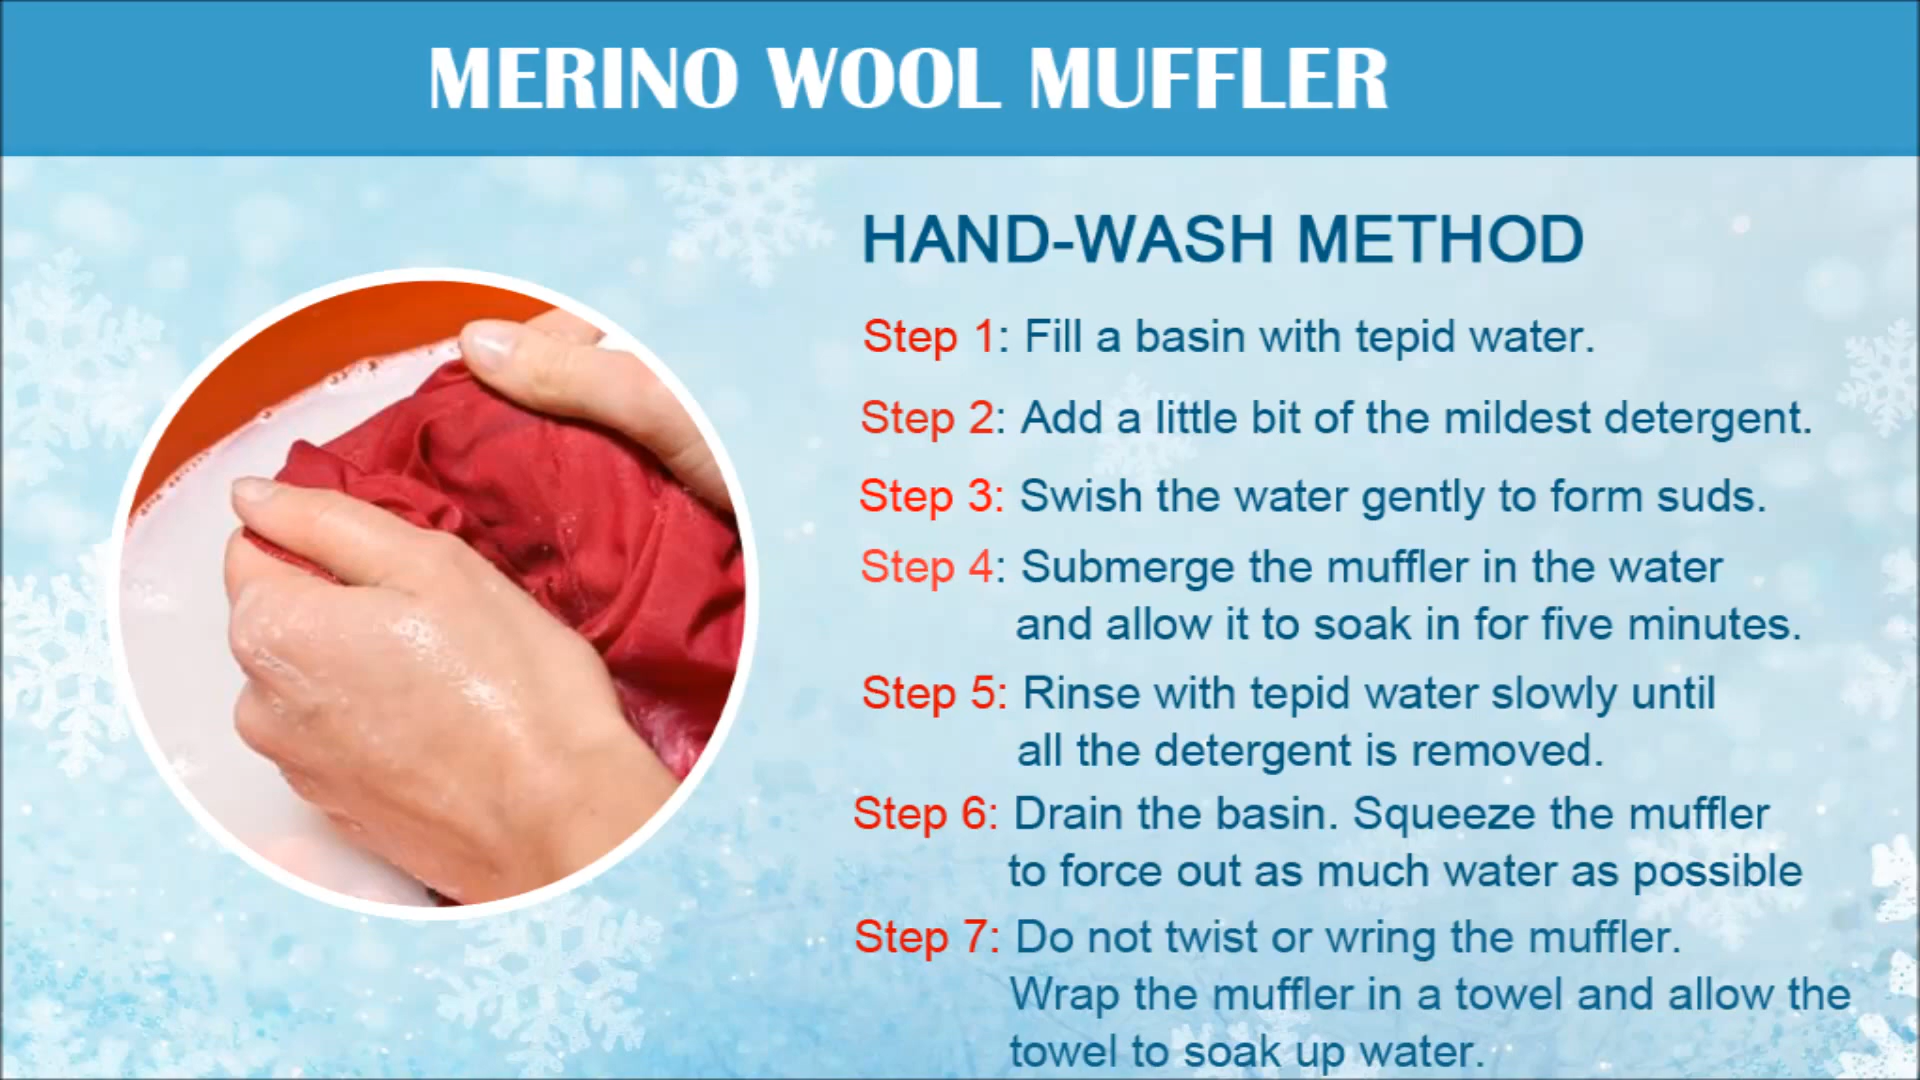 MERINO WOOL MUFFLER
HAND-WASH METHOD
Step 1: Fill a basin with tepid water.
Step 2: Add a little bit of the mildest detergent.
Step 3: Swish the water gently to form suds.
Step 4: Submerge the muffler in the water
and allow it to soak in for five minutes.
Step 5: Rinse with tepid water slowly until
all the detergent is removed.
Step 6: Drain the basin. Squeeze the muffler
to force out as much water as possible
Step 7: Do not twist or wring the muffler.
Wrap the muffler in a towel and allow the
towel to soak up water.